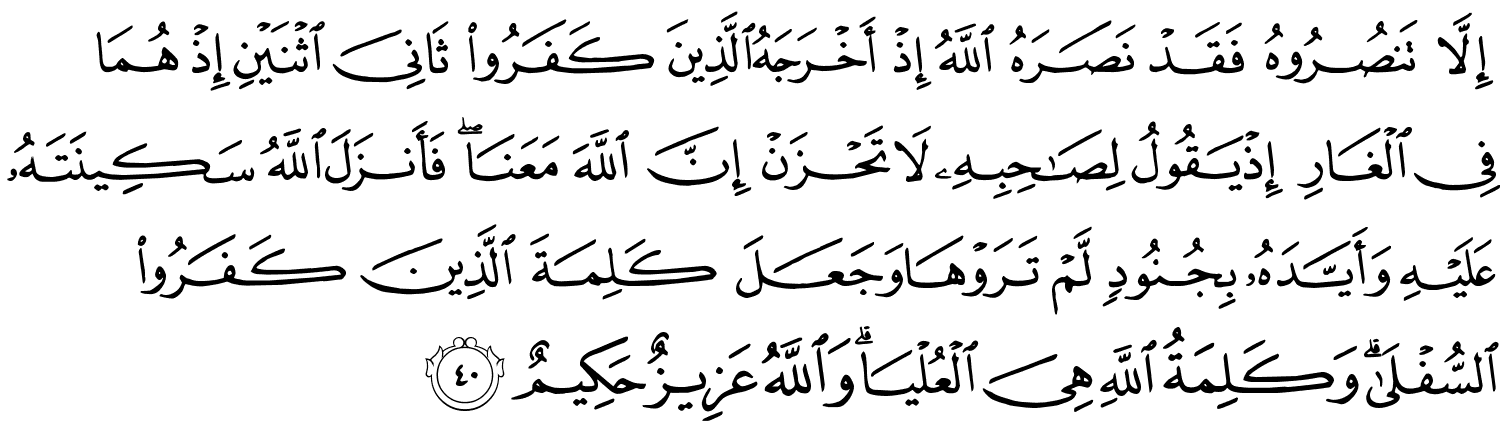 إِلَّا تَنصُرُوهُ فَقَدْ نَصَرَهُ ٱللَّهُ إِذْ أَخْرَجَهُ ٱلَّذِينَ كَفَرُوا۟ ثَانِىَ ٱثْنَيْنِ إِذْ هُمَا
فِى ٱلْغَارِ إِذْ يَقُولُ لِصَـٰحِبِهِۦ لَا تَحْزَنْ إِنَّ ٱللَّهَ مَعَنَا ۖ فَأَنزَلَ ٱللَّهُ سَكِينَتَهُۥ
عَلَيْهِ وَأَيَّدَهُۥ بِجُنُودٍ لَّمْ تَرَوْهَا وَجَعَلَ كَلِمَةَ ٱلَّذِينَ كَفَرُوا۟
ٱلسُّفْلَىٰ ۗ وَكَلِمَةُ ٱللَّهِ هِىَ ٱلْعُلْيَا ۗ وَٱللَّهُ عَزِيزٌ حَكِيمٌ ٤٠